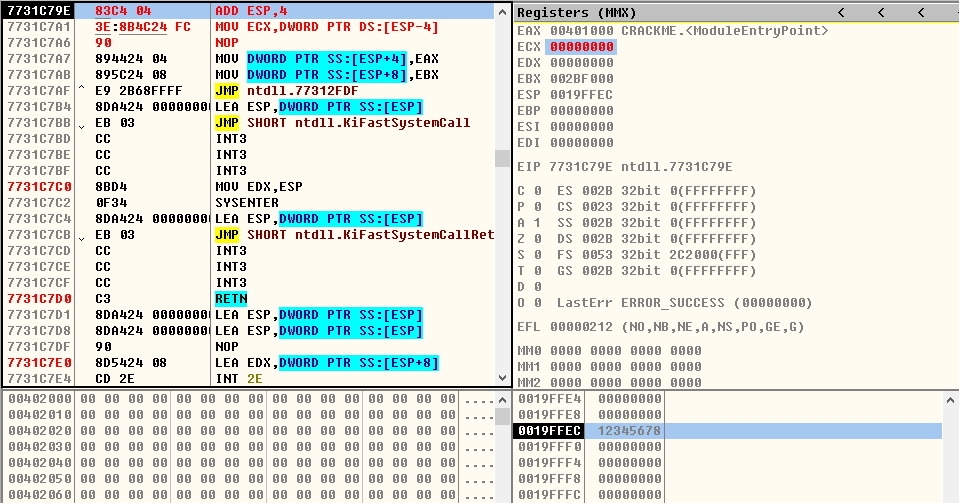 7731C79E 83C4 04 ADD ESP,4
7731C7A1 3E:8B4C24 FC MOV ECX,DWORD PTR DS:[ESP-4]
7731C7A6 90 NOP
7731C7A7 894424 04 MOV DWORD PTR SS:[ESP+4],EAX
7731C7AB 895C24 08 MOV DWORD PTR SS:[ESP+8],EBX
7731C7AF ^ E9 2B68FFFF JMP ntdll.77312FDF
7731C7B4 8DA424 0000000 LEA ESP,DWORD PTR SS:[ESP]
7731C7BB ⌄ EB 03 JMP SHORT ntdll.KiFastSystemCall
7731C7BD CC INT3
7731C7BE CC INT3
7731C7BF CC INT3
7731C7C0 8BD4 MOV EDX,ESP
7731C7C2 0F34 SYSENTER
7731C7C4 8DA424 0000000 LEA ESP,DWORD PTR SS:[ESP]
7731C7CB ⌄ EB 03 JMP SHORT ntdll.KiFastSystemCallRet
7731C7CD CC INT3
7731C7CE CC INT3
7731C7CF CC INT3
7731C7D0 C3 RETN
7731C7D1 8DA424 0000000 LEA ESP,DWORD PTR SS:[ESP]
7731C7D8 8DA424 0000000 LEA ESP,DWORD PTR SS:[ESP]
7731C7DF 90 NOP
7731C7E0 8D5424 08 LEA EDX,DWORD PTR SS:[ESP+8]
7731C7E4 CD 2E INT 2E
Registers (MMX) < < <
EAX 00401000 CRACKME.<ModuleEntryPoint>
ECX 00000000
EDX 00000000
EBX 002BF000
ESP 0019FFEC
EBP 00000000
ESI 00000000
EDI 00000000
EIP 7731C79E ntdll.7731C79E
C 0 ES 002B 32bit 0(FFFFFFFF)
P 0 CS 0023 32bit 0(FFFFFFFF)
A 1 SS 002B 32bit 0(FFFFFFFF)
Z 0 DS 002B 32bit 0(FFFFFFFF)
S 0 FS 0053 32bit 2C2000(FFF)
T 0 GS 002B 32bit 0(FFFFFFFF)
D 0
O 0 LastErr ERROR_SUCCESS (00000000)
EFL 00000212 (NO,NB,NE,A,NS,PO,GE,G)
MM0 0000 0000 0000 0000
MM1 0000 0000 0000 0000
MM2 0000 0000 0000 0000
00402000 00 00 00 00 00 00 00 00 00 00 00 00 00 00 00 00 ....
00402010 00 00 00 00 00 00 00 00 00 00 00 00 00 00 00 00 ....
00402020 00 00 00 00 00 00 00 00 00 00 00 00 00 00 00 00 ....
00402030 00 00 00 00 00 00 00 00 00 00 00 00 00 00 00 00 ....
00402040 00 00 00 00 00 00 00 00 00 00 00 00 00 00 00 00 ....
00402050 00 00 00 00 00 00 00 00 00 00 00 00 00 00 00 00 ....
00402060 00 00 00 00 00 00 00 00 00 00 00 00 00 00 00 00 ....
0019FFE4 00000000
0019FFE8 00000000
0019FFEC 12345678
0019FFF0 00000000
0019FFF4 00000000
0019FFF8 00000000
0019FFFC 00000000